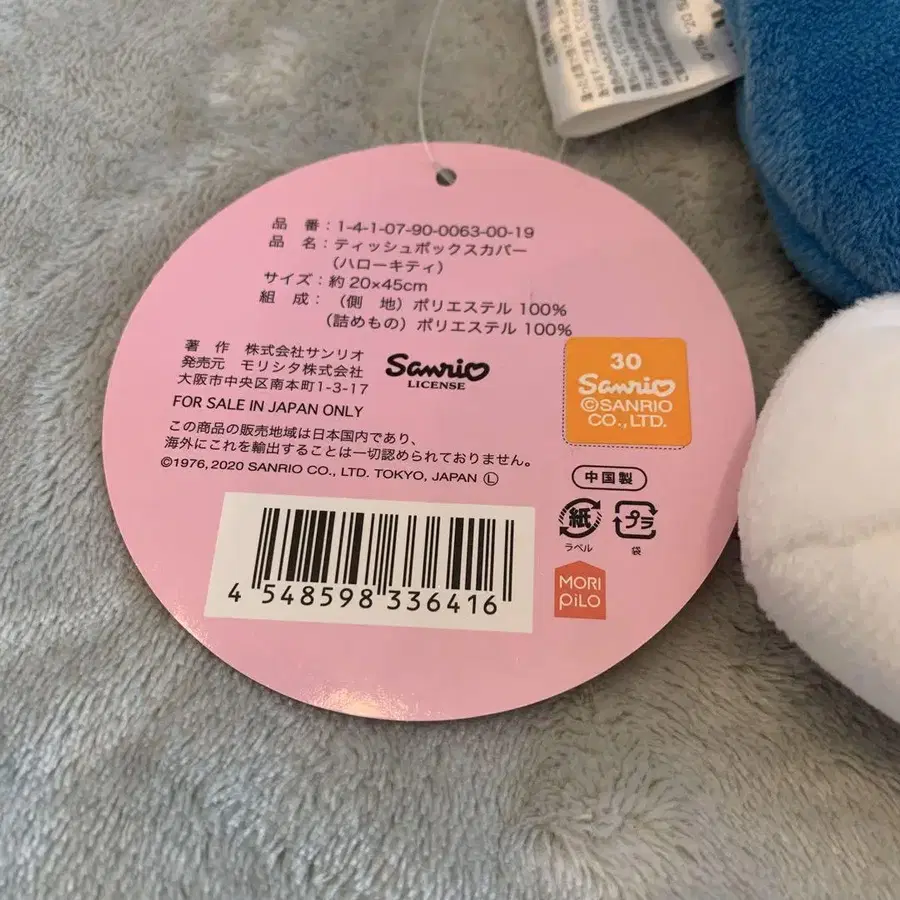 品 番：1-4-1-07-90-0063-00-19
品 名：ティッシュボックスカバー
（ハローキティ）
サイズ：約 20×45cm
組 成：（側 地）ポリエステル 100%
（詰めもの）ポリエステル 100%
著 作 株式会社サンリオ
発売元 モリシタ株式会社
大阪市中央区南本町1-3-17
Sanrio
LICENSE
FOR SALE IN JAPAN ONLY
この商品の販売地域は日本国内であり、
海外にこれを輸出することは一切認められておりません。
©1976, 2020 SANRIO CO., LTD. TOKYO, JAPAN Ⓛ
30
Sanrio
©SANRIO
CO., LTD.
中国製
紙
ラベル
プラ
袋
MORI
PiLO
4 548598 336416